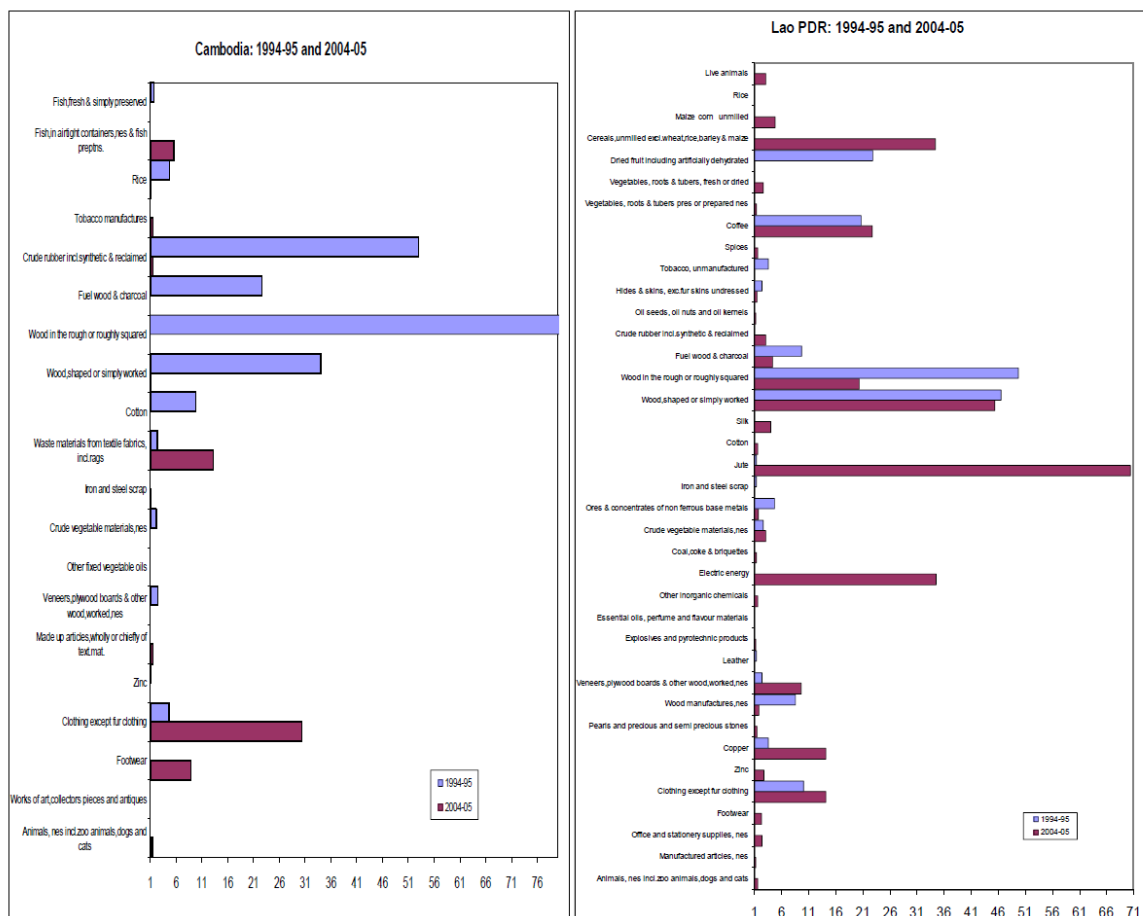 Cambodia: 1994-95 and 2004-05
Fish,fresh & simply preserved
Fish,in airtight containers,nes & fish
preptns.
Rice
Tobacco manufactures
Crude rubber incl.synthetic & reclaimed
Fuel wood & charcoal
Wood in the rough or roughly squared
Wood,shaped or simply worked
Cotton
Waste materials from textile fabrics,
incl.rags
Iron and steel scrap
Crude vegetable materials,nes
Other fixed vegetable oils
Veneers,plywood boards & other
wood,worked,nes
Made up articles,wholly or chiefly of
text.mat.
Zinc
Clothing except fur clothing
Footwear
Works of art,collectors pieces and antiques
Animals, nes incl.zoo animals,dogs and
cats
1994-95
2004-05
1 6 11 16 21 26 31 36 41 46 51 56 61 66 71 76
Lao PDR: 1994-95 and 2004-05
Live animals
Rice
Maize corn unmilled
Cereals,unmilled excl.wheat,rice,barley & maize
Dried fruit including artificially dehydrated
Vegetables, roots & tubers, fresh or dried
Vegetables, roots & tubers pres or prepared nes
Coffee
Spices
Tobacco, unmanufactured
Hides & skins, exc.fur skins undressed
Oil seeds, oil nuts and oil kernels
Crude rubber incl.synthetic & reclaimed
Fuel wood & charcoal
Wood in the rough or roughly squared
Wood,shaped or simply worked
Silk
Cotton
Jute
Iron and steel scrap
Ores & concentrates of non ferrous base metals
Crude vegetable materials,nes
Coal,coke & briquettes
Electric energy
Other inorganic chemicals
Essential oils, perfume and flavour materials
Explosives and pyrotechnic products
Leather
Veneers,plywood boards & other wood,worked,nes
Wood manufactures,nes
Pearls and precious and semi precious stones
Copper
Zinc
Clothing except fur clothing
Footwear
Office and stationery supplies, nes
Manufactured articles, nes
Animals, nes incl.zoo animals,dogs and cats
1994-95
2004-05
1 6 11 16 21 26 31 36 41 46 51 56 61 66 71